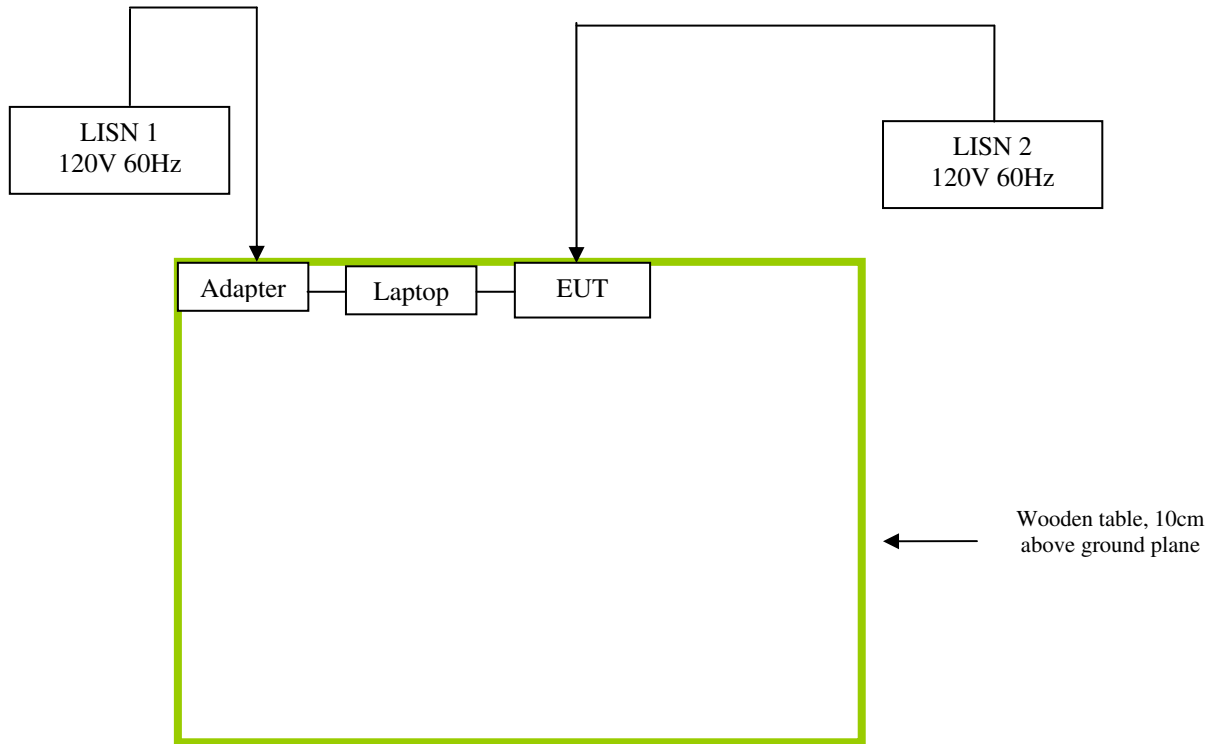 LISN 1
120V 60Hz
LISN 2
120V 60Hz
Adapter
Laptop
EUT
Wooden table, 10cm
above ground plane